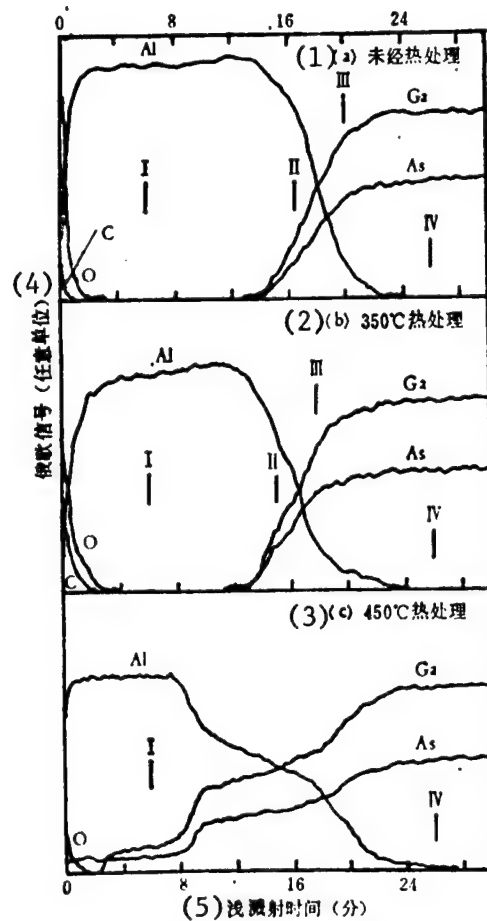 0 8 16 24
Al
(1)(a) 未经热处理
III
Ga
I
II
As
C
IV
O
(4)
俄歇信号(任意单位)
(2)(b) 350℃热处理
Al
III
Ga
I
II
As
O
IV
C
(3)(c) 450℃热处理
Al
Ga
I
As
IV
O
0 8 16 24
(5)浅溅射时间(分)